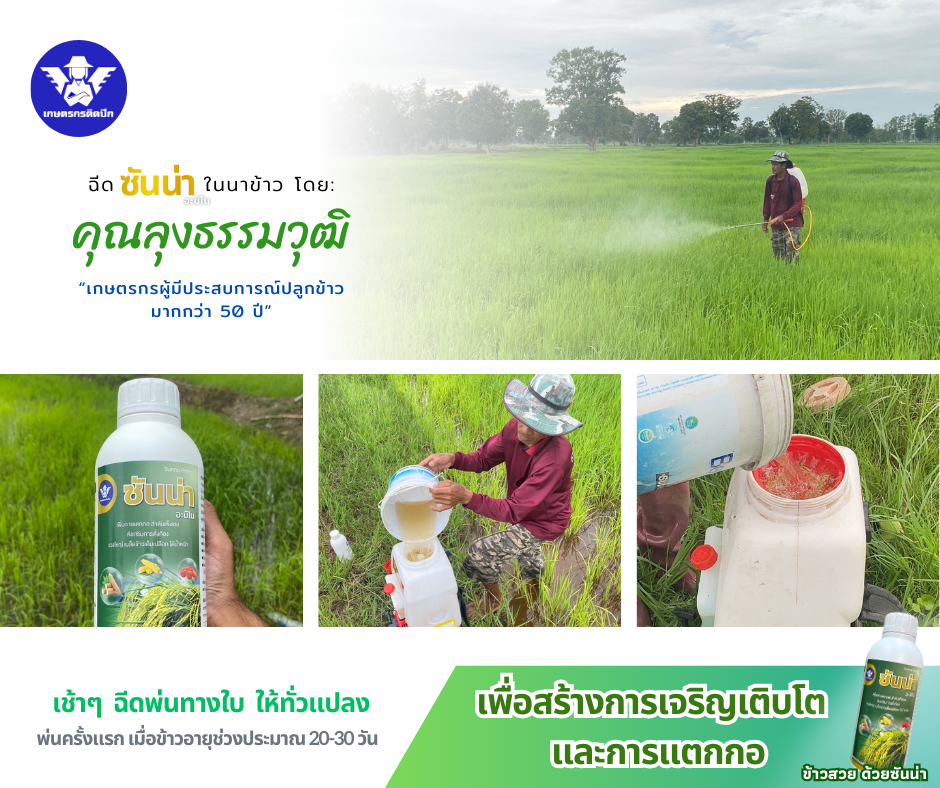 เกษตรกรติดปีก
ฉีด ซันน่า ในนาข้าว โดย:
อะมิโน
คุณลุงธรรมวุฒิ
“เกษตรกรผู้มีประสบการณ์ปลูกข้าว
มากกว่า 50 ปี”
ซันน่า
อะมิโน
เช้าๆ ฉีดพ่นทางใบ ให้ทั่วแปลง
พ่นครั้งแรก เมื่อข้าวอายุช่วงประมาณ 20-30 วัน
เพื่อสร้างการเจริญเติบโต
และการแตกกอ
ซันน่า
ข้าวสวย ด้วยซันน่า